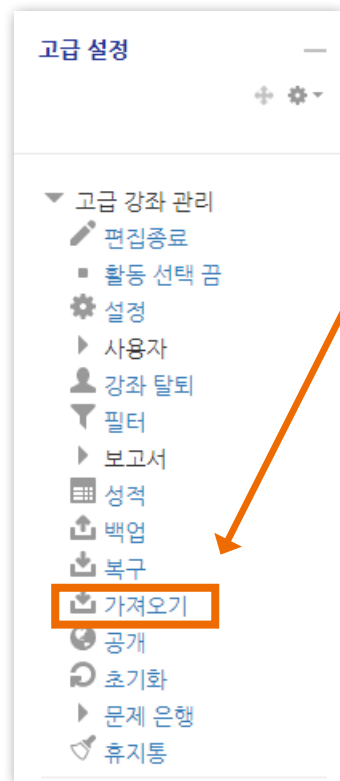 고급 설정
고급 강좌 관리
편집종료
활동 선택 끔
설정
사용자
강좌 탈퇴
필터
보고서
성적
백업
복구
가져오기
공개
초기화
문제 은행
휴지통